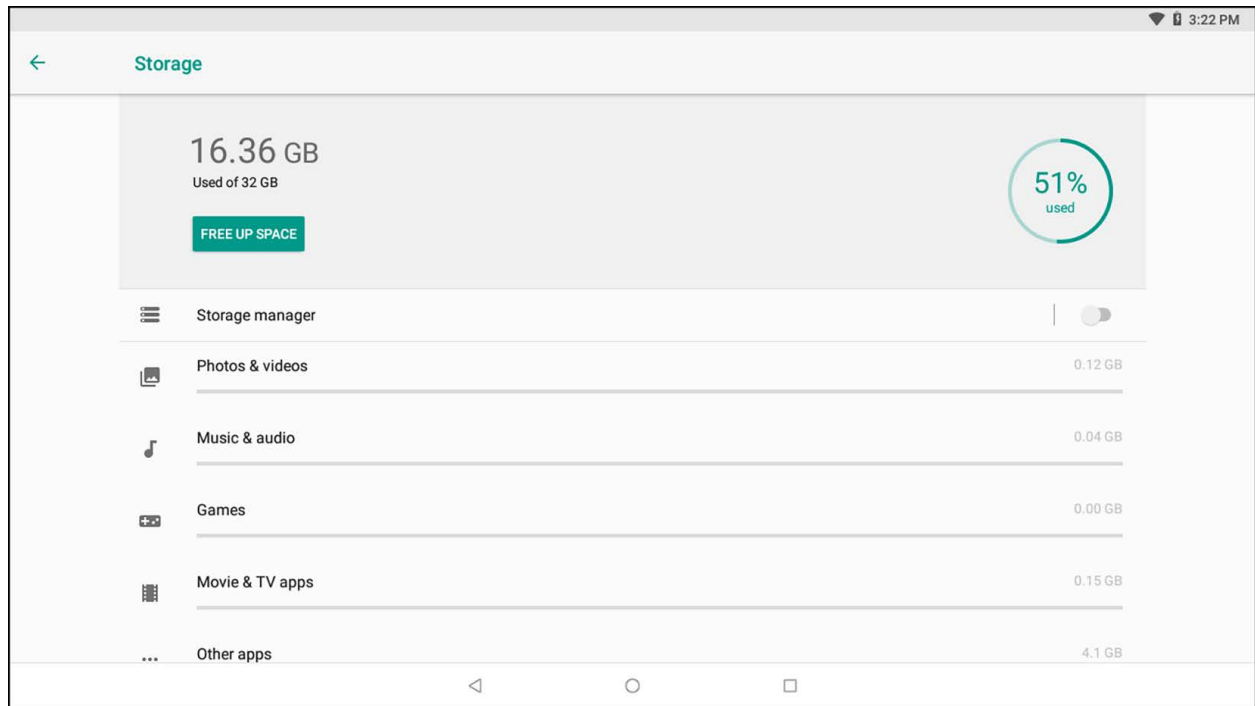 3:22 PM
Storage
16.36 GB
Used of 32 GB
51%
used
FREE UP SPACE
Storage manager
Photos & videos 0.12 GB
Music & audio 0.04 GB
Games 0.00 GB
Movie & TV apps 0.15 GB
Other apps 4.1 GB